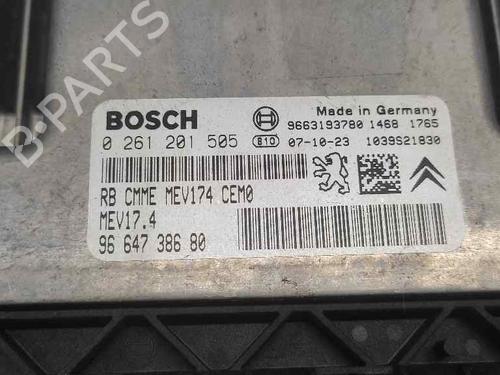 BOSCH
Made in Germany
9663193780 1468 1765
0 261 201 505 B10 07-10-23 1039S21830
RB CMME MEV174 CEM0
MEV17.4
96 647 386 80